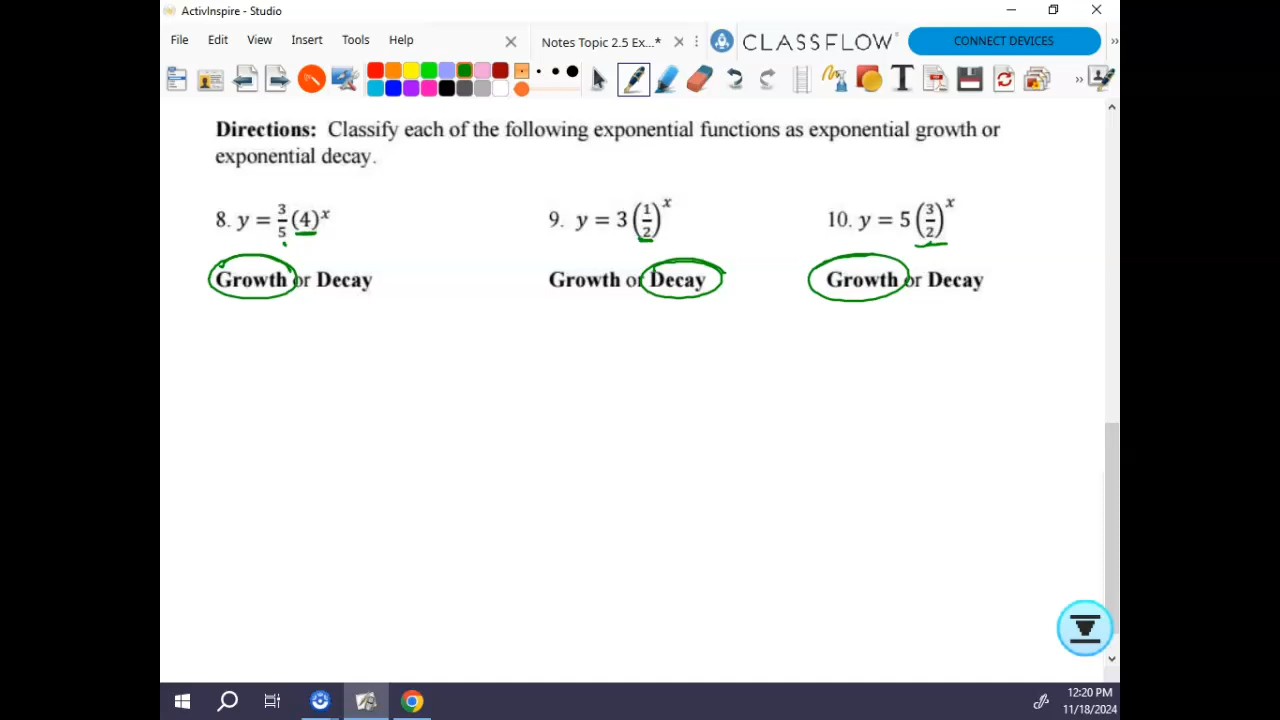 ActivInspire - Studio
File Edit View Insert Tools Help
Notes Topic 2.5 Ex...*
CLASSFLOW
CONNECT DEVICES
Directions: Classify each of the following exponential functions as exponential growth or
exponential decay.
8. y = 3/5 (4)^x
9. y = 3 (1/2)^x
10. y = 5 (3/2)^x
Growth or Decay
Growth or Decay
Growth or Decay
12:20 PM
11/18/2024